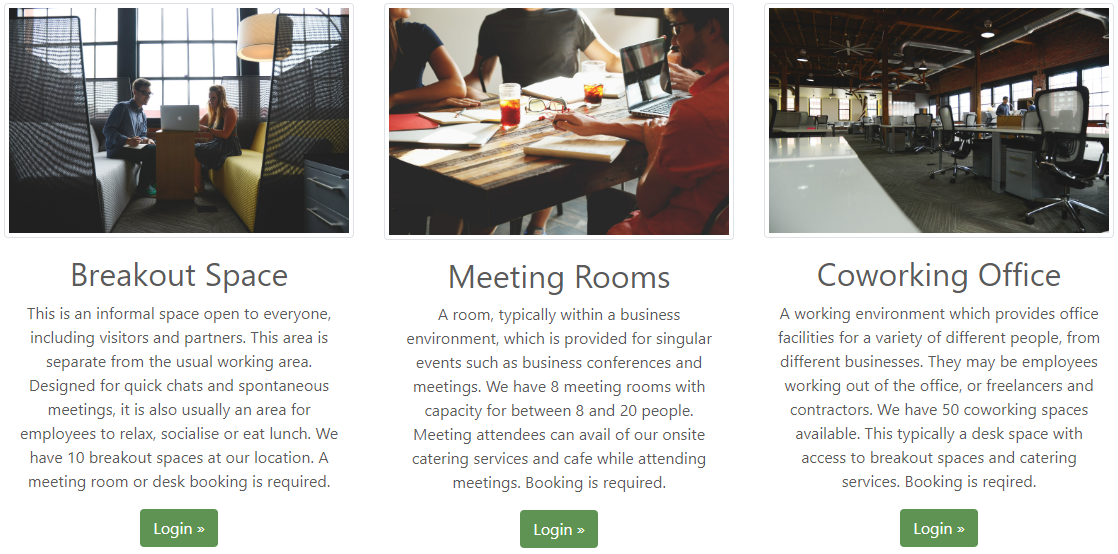 Breakout Space
This is an informal space open to everyone,
including visitors and partners. This area is
separate from the usual working area.
Designed for quick chats and spontaneous
meetings, it is also usually an area for
employees to relax, socialise or eat lunch. We
have 10 breakout spaces at our location. A
meeting room or desk booking is required.
Login »
Meeting Rooms
A room, typically within a business
environment, which is provided for singular
events such as business conferences and
meetings. We have 8 meeting rooms with
capacity for between 8 and 20 people.
Meeting attendees can avail of our onsite
catering services and cafe while attending
meetings. Booking is required.
Login »
Coworking Office
A working environment which provides office
facilities for a variety of different people, from
different businesses. They may be employees
working out of the office, or freelancers and
contractors. We have 50 coworking spaces
available. This typically a desk space with
access to breakout spaces and catering
services. Booking is reqired.
Login »